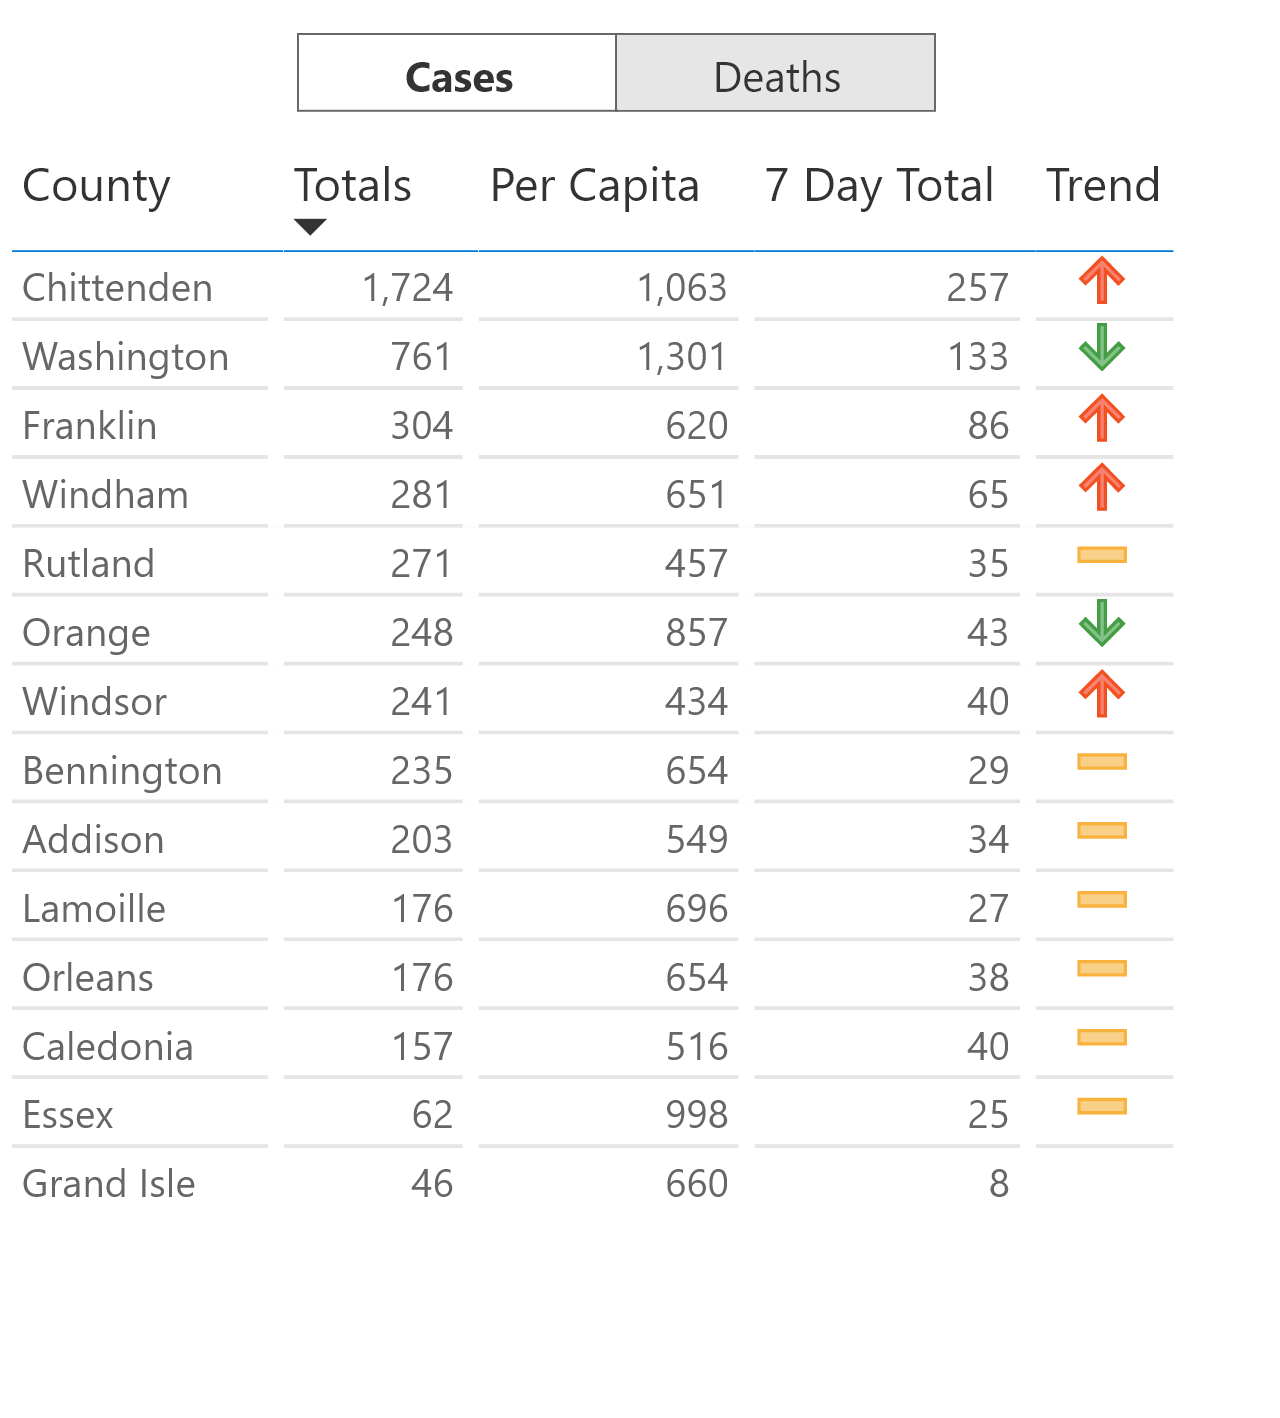 Cases Deaths
County Totals Per Capita 7 Day Total Trend
Chittenden 1,724 1,063 257
Washington 761 1,301 133
Franklin 304 620 86
Windham 281 651 65
Rutland 271 457 35
Orange 248 857 43
Windsor 241 434 40
Bennington 235 654 29
Addison 203 549 34
Lamoille 176 696 27
Orleans 176 654 38
Caledonia 157 516 40
Essex 62 998 25
Grand Isle 46 660 8